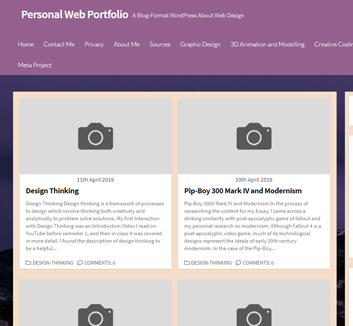 Personal Web Portfolio A Blog-Format WordPress About Web Design
Home Contact Me Privacy About Me Sources Graphic Design 3D Animation and Modelling Creative Codin
Meta Project
11th April 2019
Design Thinking
Design Thinking Design thinking is a framework of processes
to design which involve thinking both creatively and
analytically to problem solve solutions. My first interaction
with Design Thinking was an Introduction Video I read on
YouTube before semester 1, and then in class it was covered
in more detail. I found the description of design thinking to
be a helpful...
DESIGN-THINKING COMMENTS: 0
10th April 2019
Pip-Boy 300 Mark IV and Modernism
Pip-Boy 3000 Mark IV and Modernism In the process of
researching the content for my Essay, I came across a
striking similarity with post-apocalyptic game of fallout and
my personal research on modernism. Although Fallout 4 is a
post-apocalyptic video game, much of its technological
designs represent the ideals of early 20th century
modernism. In the case of the Pip-Boy...
DESIGN-THINKING COMMENTS: 0